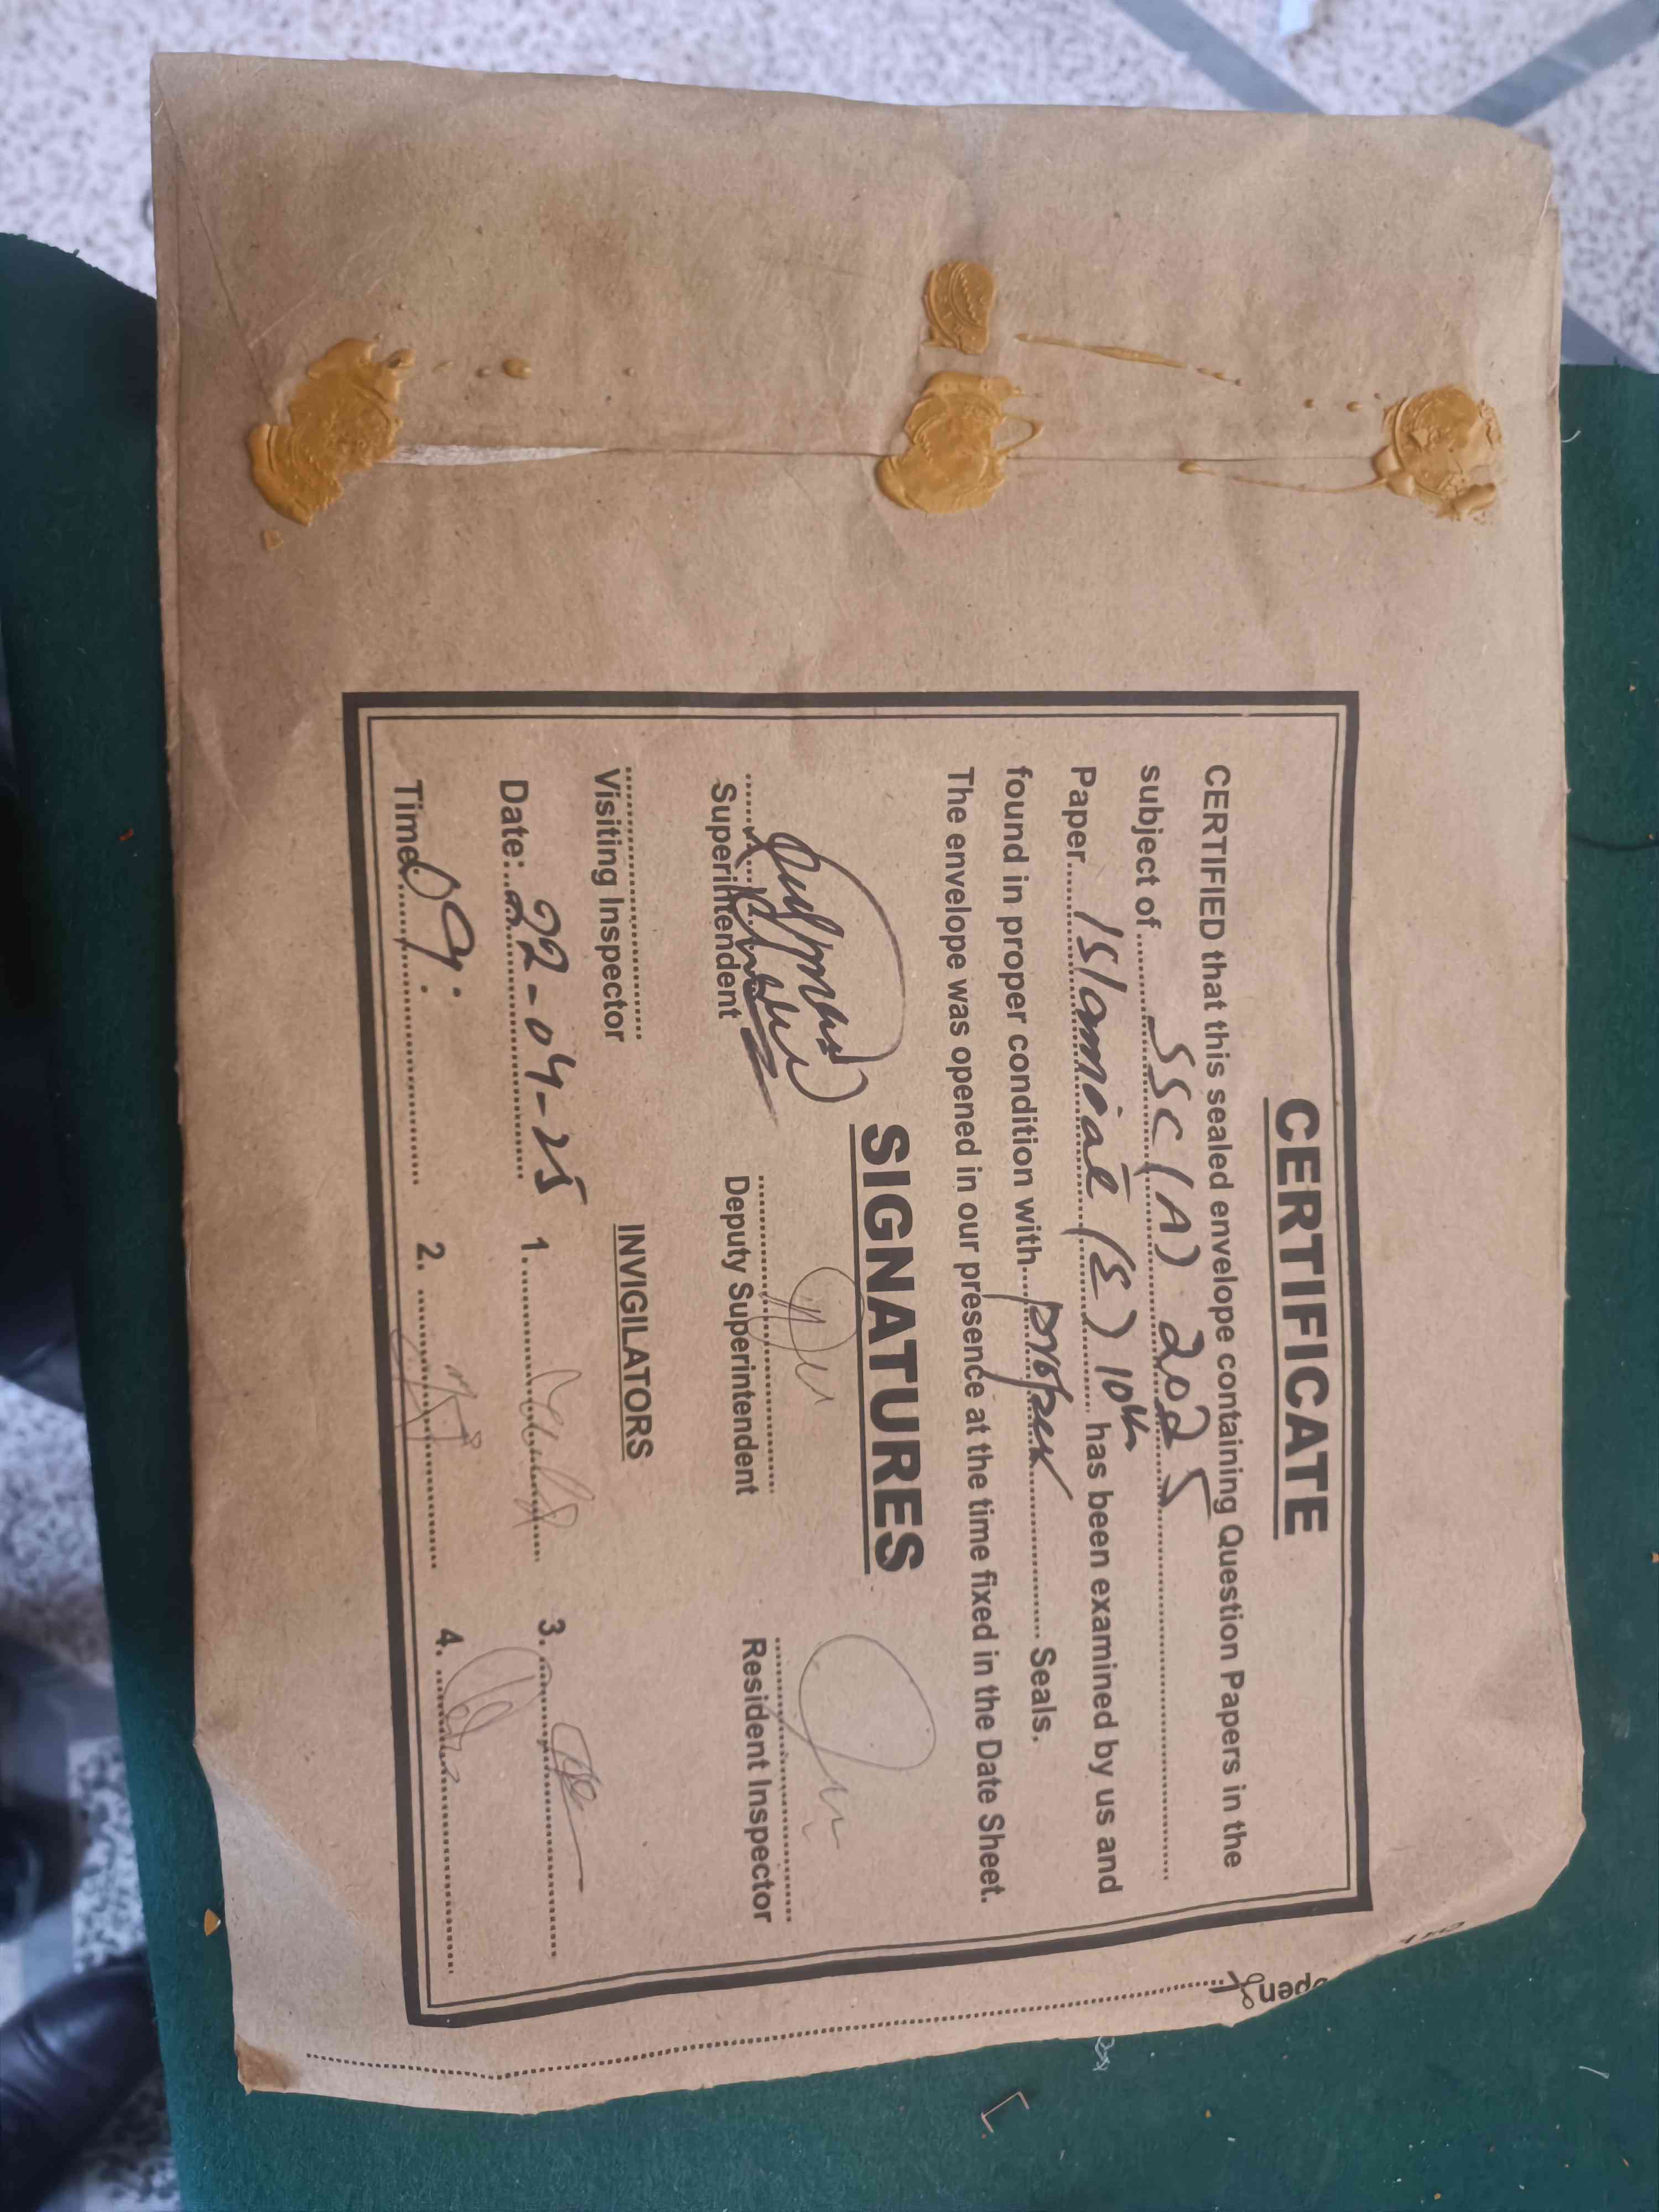 CERTIFICATE
CERTIFIED that this sealed envelope containing Question Papers in the
subject of SSC (A) 2025
Paper Islameat (E) 10th has been examined by us and
found in proper condition with proper Seals.
The envelope was opened in our presence at the time fixed in the Date Sheet.
SIGNATURES
Superintendent Deputy Superintendent Resident Inspector
Visiting Inspector INVIGILATORS
Date: 22-04-25 1. 3.
Time 09: 2. 4.